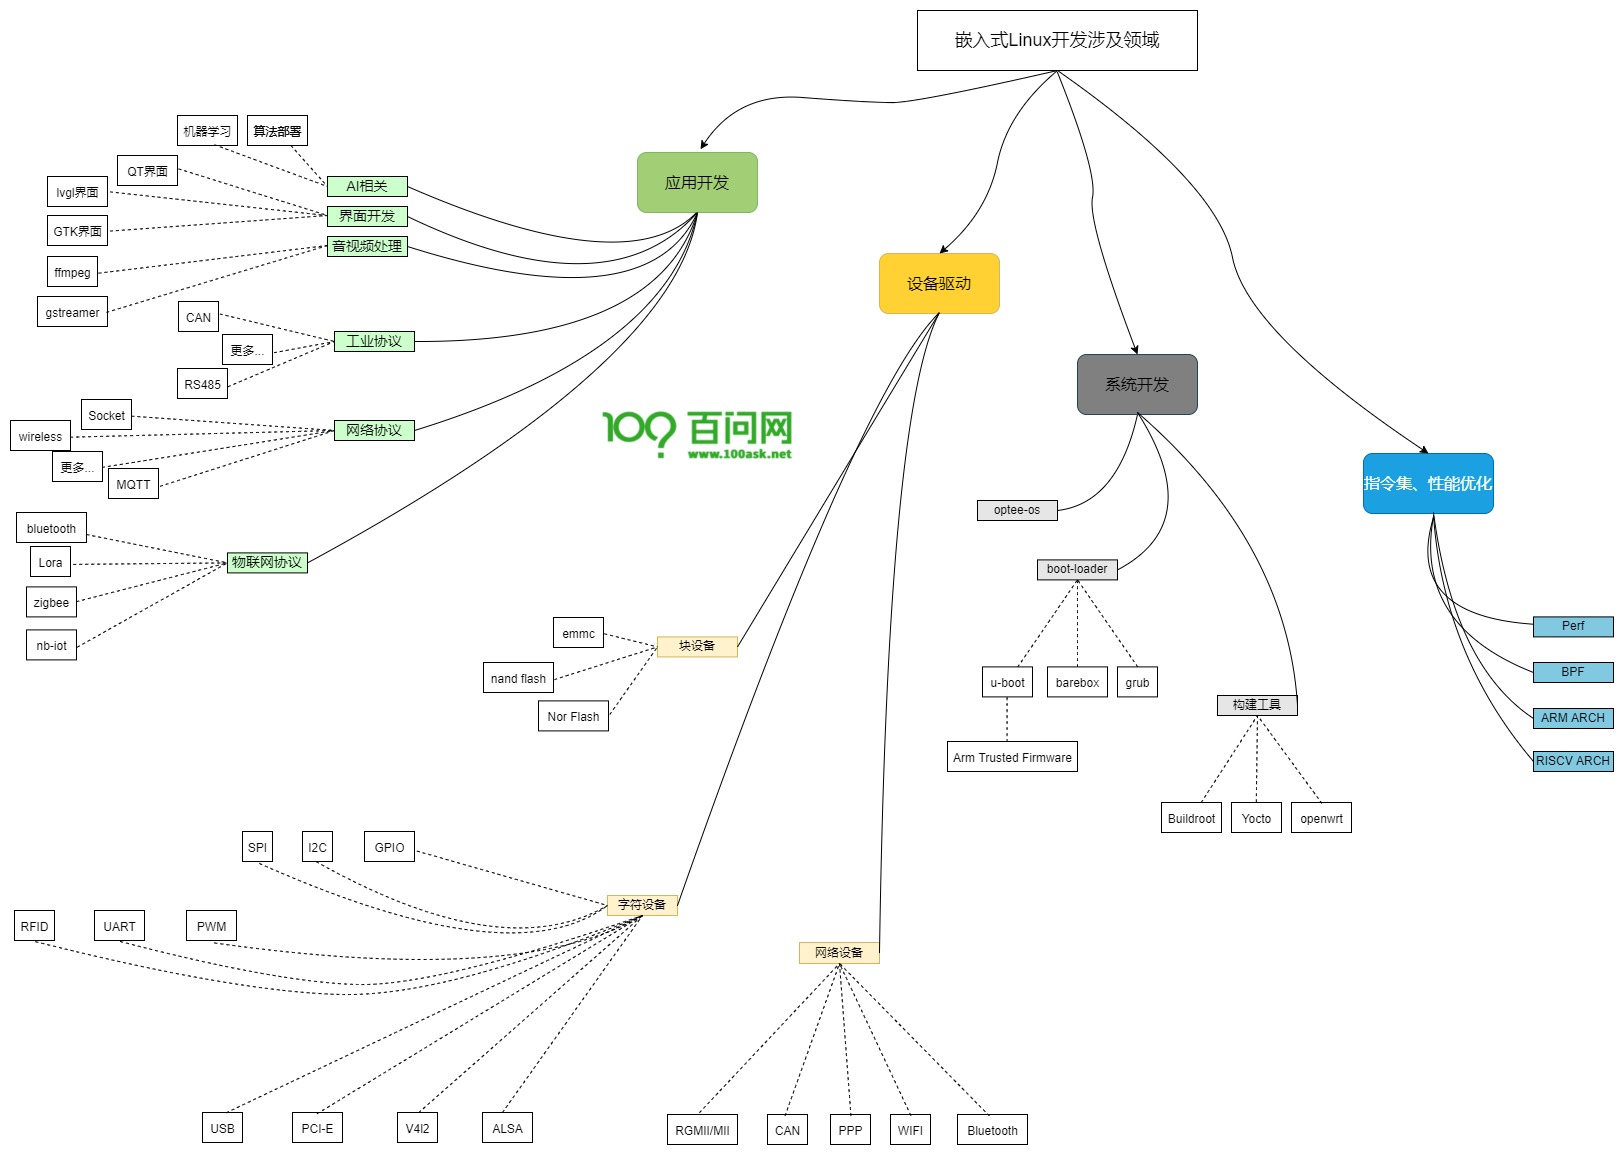 嵌入式Linux开发涉及领域
应用开发
机器学习
算法部署
AI相关
QT界面
lvgl界面
GTK界面
界面开发
音视频处理
ffmpeg
gstreamer
CAN
更多...
RS485
工业协议
Socket
wireless
更多...
MQTT
网络协议
bluetooth
Lora
zigbee
nb-iot
物联网协议
100?百问网
www.100ask.net
设备驱动
emmc
nand flash
Nor Flash
块设备
SPI
I2C
GPIO
字符设备
RFID
UART
PWM
USB
PCI-E
V4l2
ALSA
网络设备
RGMII/MII
CAN
PPP
WIFI
Bluetooth
系统开发
optee-os
boot-loader
u-boot
barebox
grub
Arm Trusted Firmware
构建工具
Buildroot
Yocto
openwrt
指令集、性能优化
Perf
BPF
ARM ARCH
RISCV ARCH